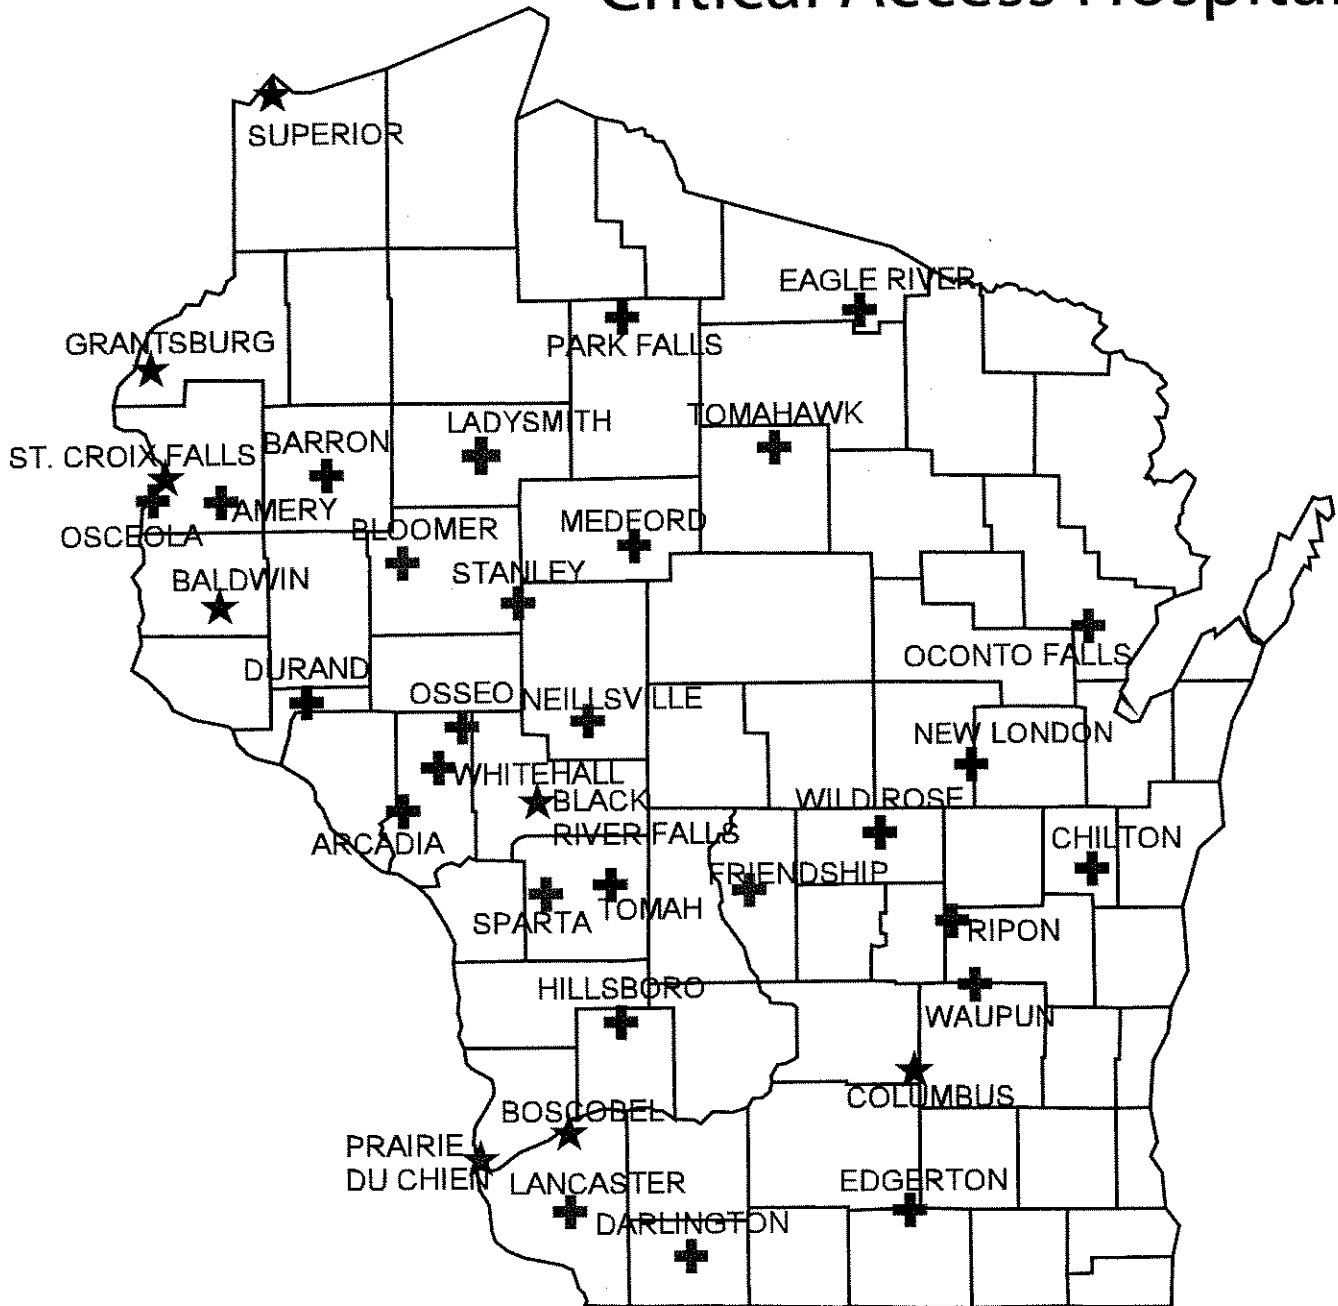 Critical Access Hospital
SUPERIOR
EAGLE RIVER
GRANTSBURG
PARK FALLS
TOMAHAWK
LADYSMITH
BARRON
ST. CROIX FALLS
AMERY
OSCEOLA
BLOOMER
MEDFORD
STANLEY
BALDWIN
OCONTO FALLS
DURAND
OSSEO
NEILLSVILLE
NEW LONDON
WHITEHALL
BLACK
RIVER FALLS
WILD ROSE
ARCADIA
CHILTON
FRIENDSHIP
SPARTA
TOMAH
RIPON
HILLSBORO
WAUPUN
COLUMBUS
BOSCOBEL
PRAIRIE
DU CHIEN
LANCASTER
EDGERTON
DARLINGTON